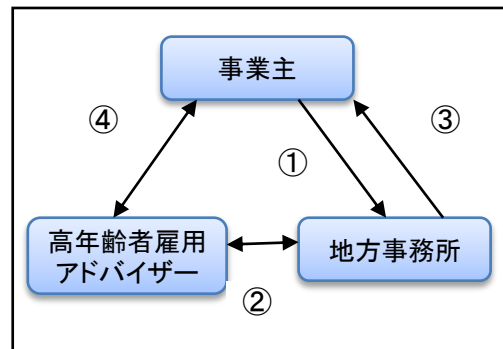 事業主
④
③
①
高年齢者雇用
アドバイザー
地方事務所
②